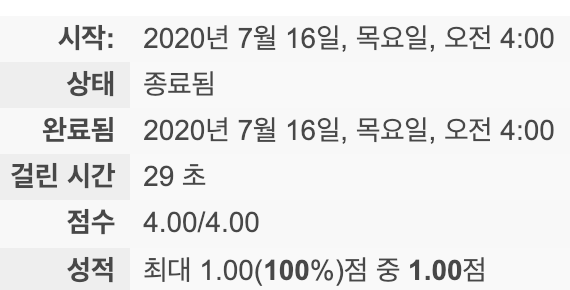 시작: 2020년 7월 16일, 목요일, 오전 4:00
상태 종료됨
완료됨 2020년 7월 16일, 목요일, 오전 4:00
걸린 시간 29 초
점수 4.00/4.00
성적 최대 1.00(100%)점 중 1.00점